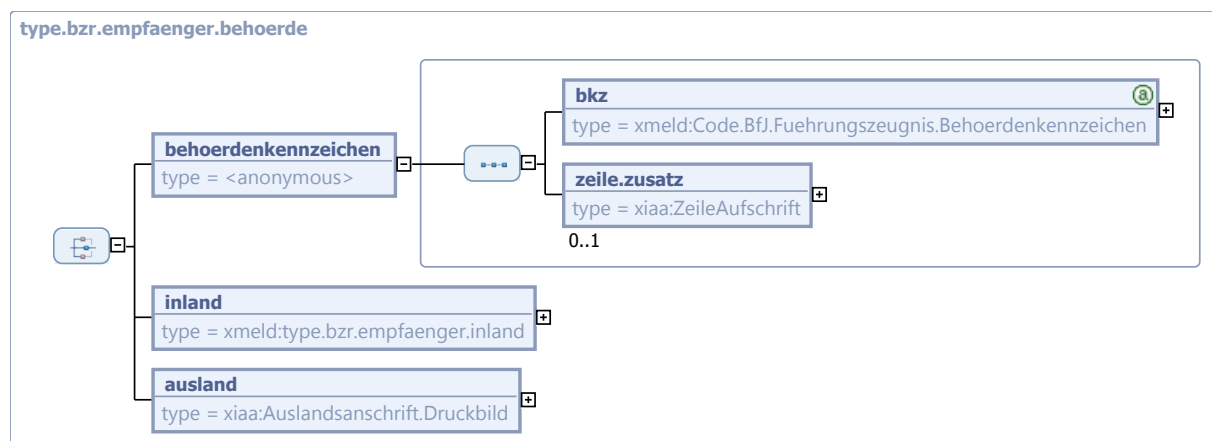 type.bzr.empfaenger.behoerde
bkz
type = xmeld:Code.BfJ.Fuehrungszeugnis.Behoerdenkennzeichen
behoerdenkennzeichen
type = <anonymous>
zeile.zusatz
type = xiaa:ZeileAufschrift
0..1
inland
type = xmeld:type.bzr.empfaenger.inland
ausland
type = xiaa:Auslandsanschrift.Druckbild